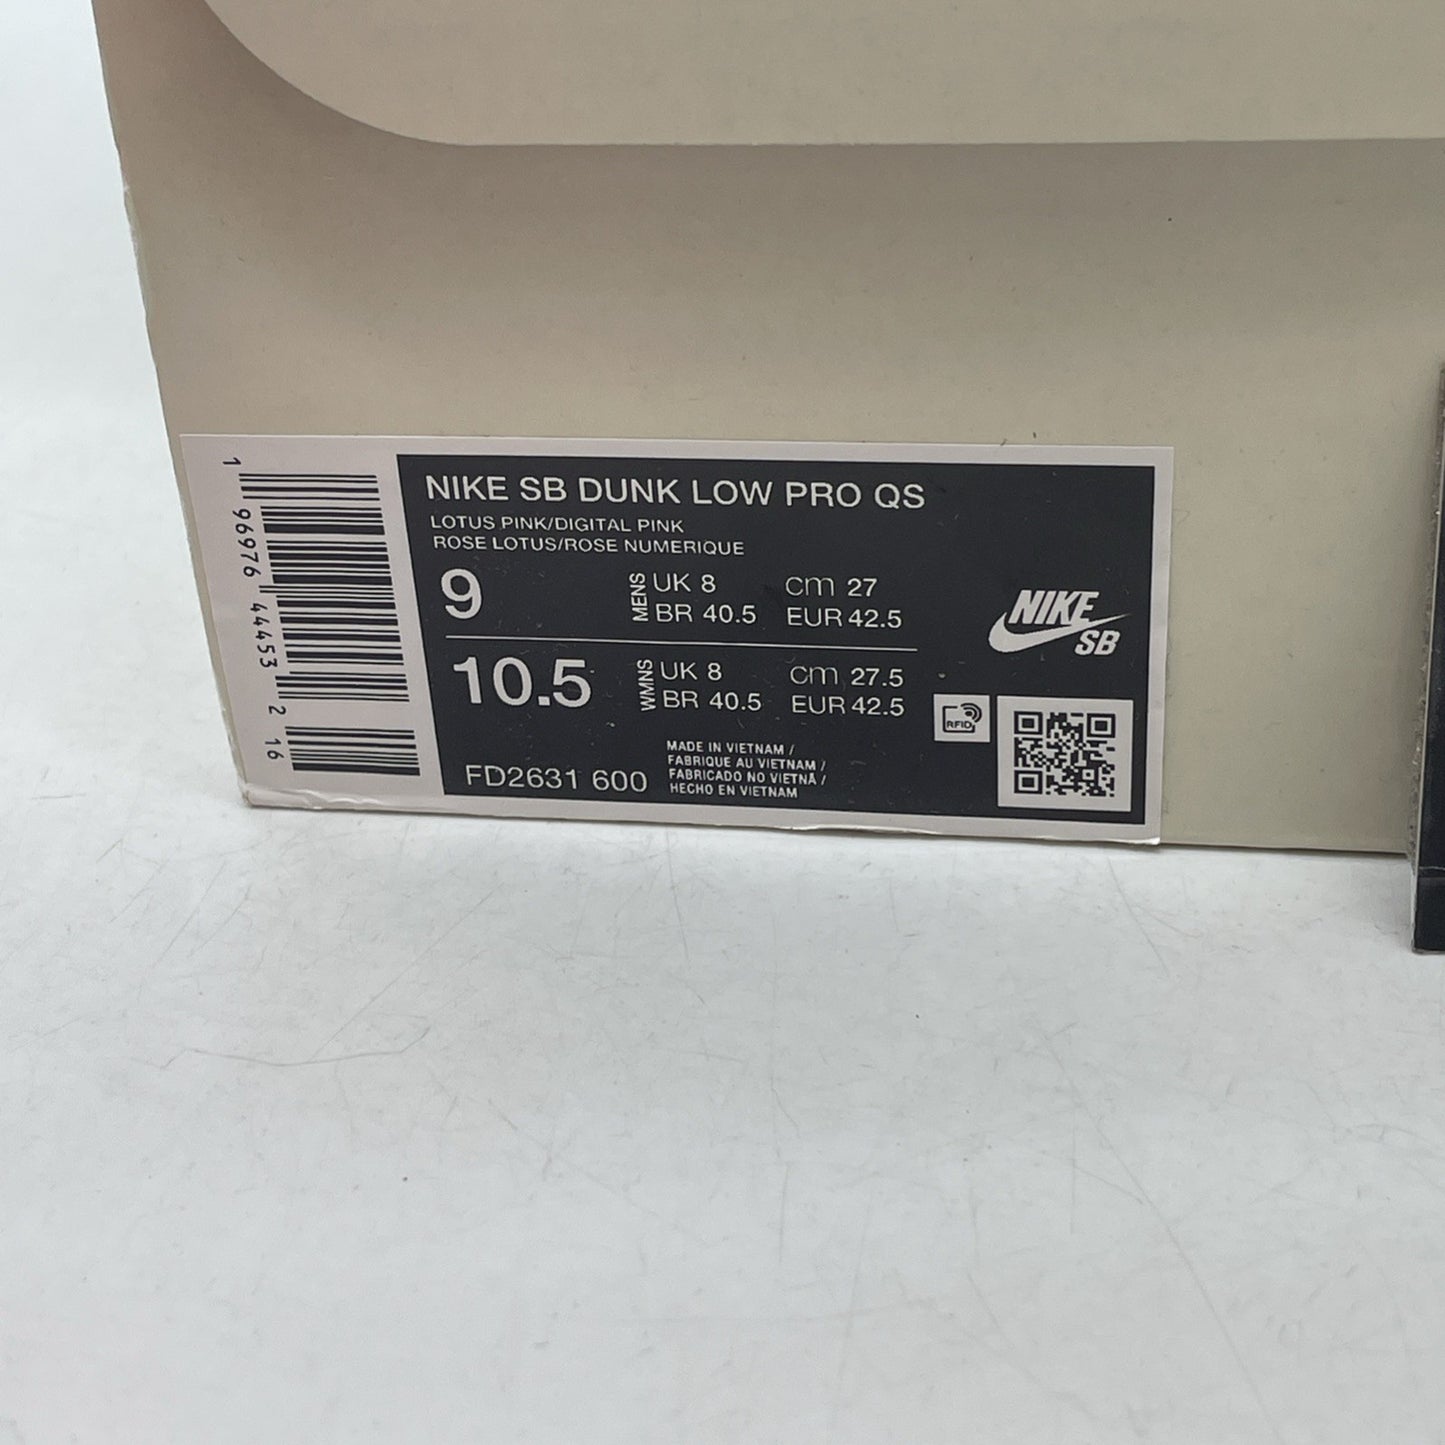 NIKE SB DUNK LOW PRO QS
LOTUS PINK/DIGITAL PINK
ROSE LOTUS/ROSE NUMERIQUE
9 MENS UK 8 cm 27
BR 40.5 EUR 42.5
10.5 WMNS UK 8 cm 27.5
BR 40.5 EUR 42.5
FD2631 600
MADE IN VIETNAM /
FABRIQUE AU VIETNAM /
FABRICADO NO VIETNÃ /
HECHO EN VIETNAM
NIKE
SB
RFID
1 96976 44453 2 16